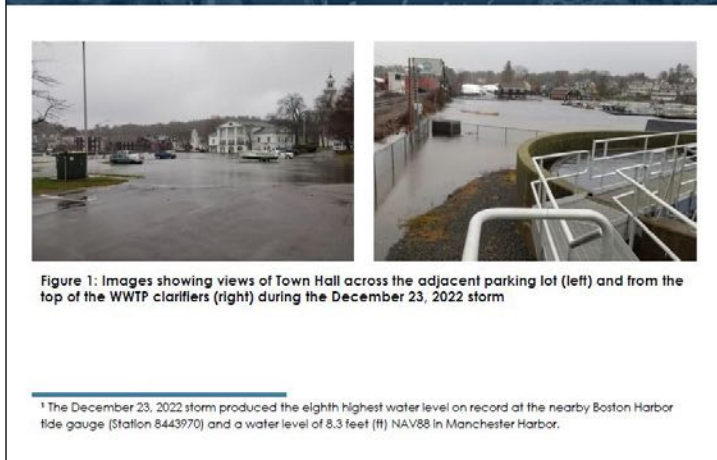 Figure 1: Images showing views of Town Hall across the adjacent parking lot (left) and from the
top of the WWTP clarifiers (right) during the December 23, 2022 storm
¹ The December 23, 2022 storm produced the eighth highest water level on record at the nearby Boston Harbor
tide gauge (Station 8443970) and a water level of 8.3 feet (ft) NAV88 in Manchester Harbor.